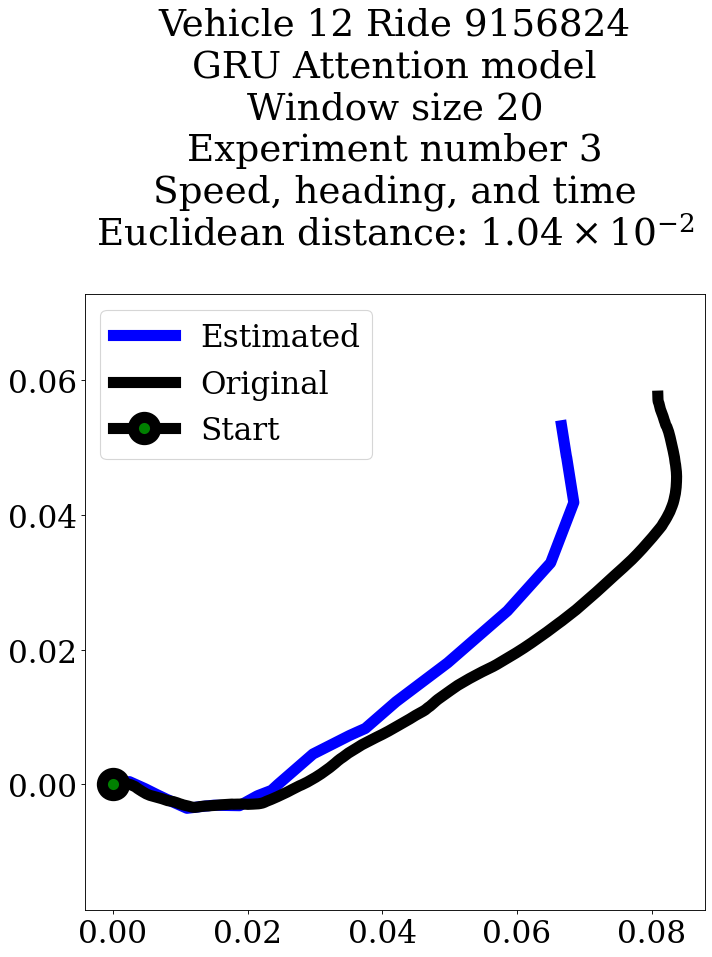 Vehicle 12 Ride 9156824
GRU Attention model
Window size 20
Experiment number 3
Speed, heading, and time
Euclidean distance: 1.04 × 10⁻²
Estimated
Original
Start
0.06
0.04
0.02
0.00
0.00 0.02 0.04 0.06 0.08